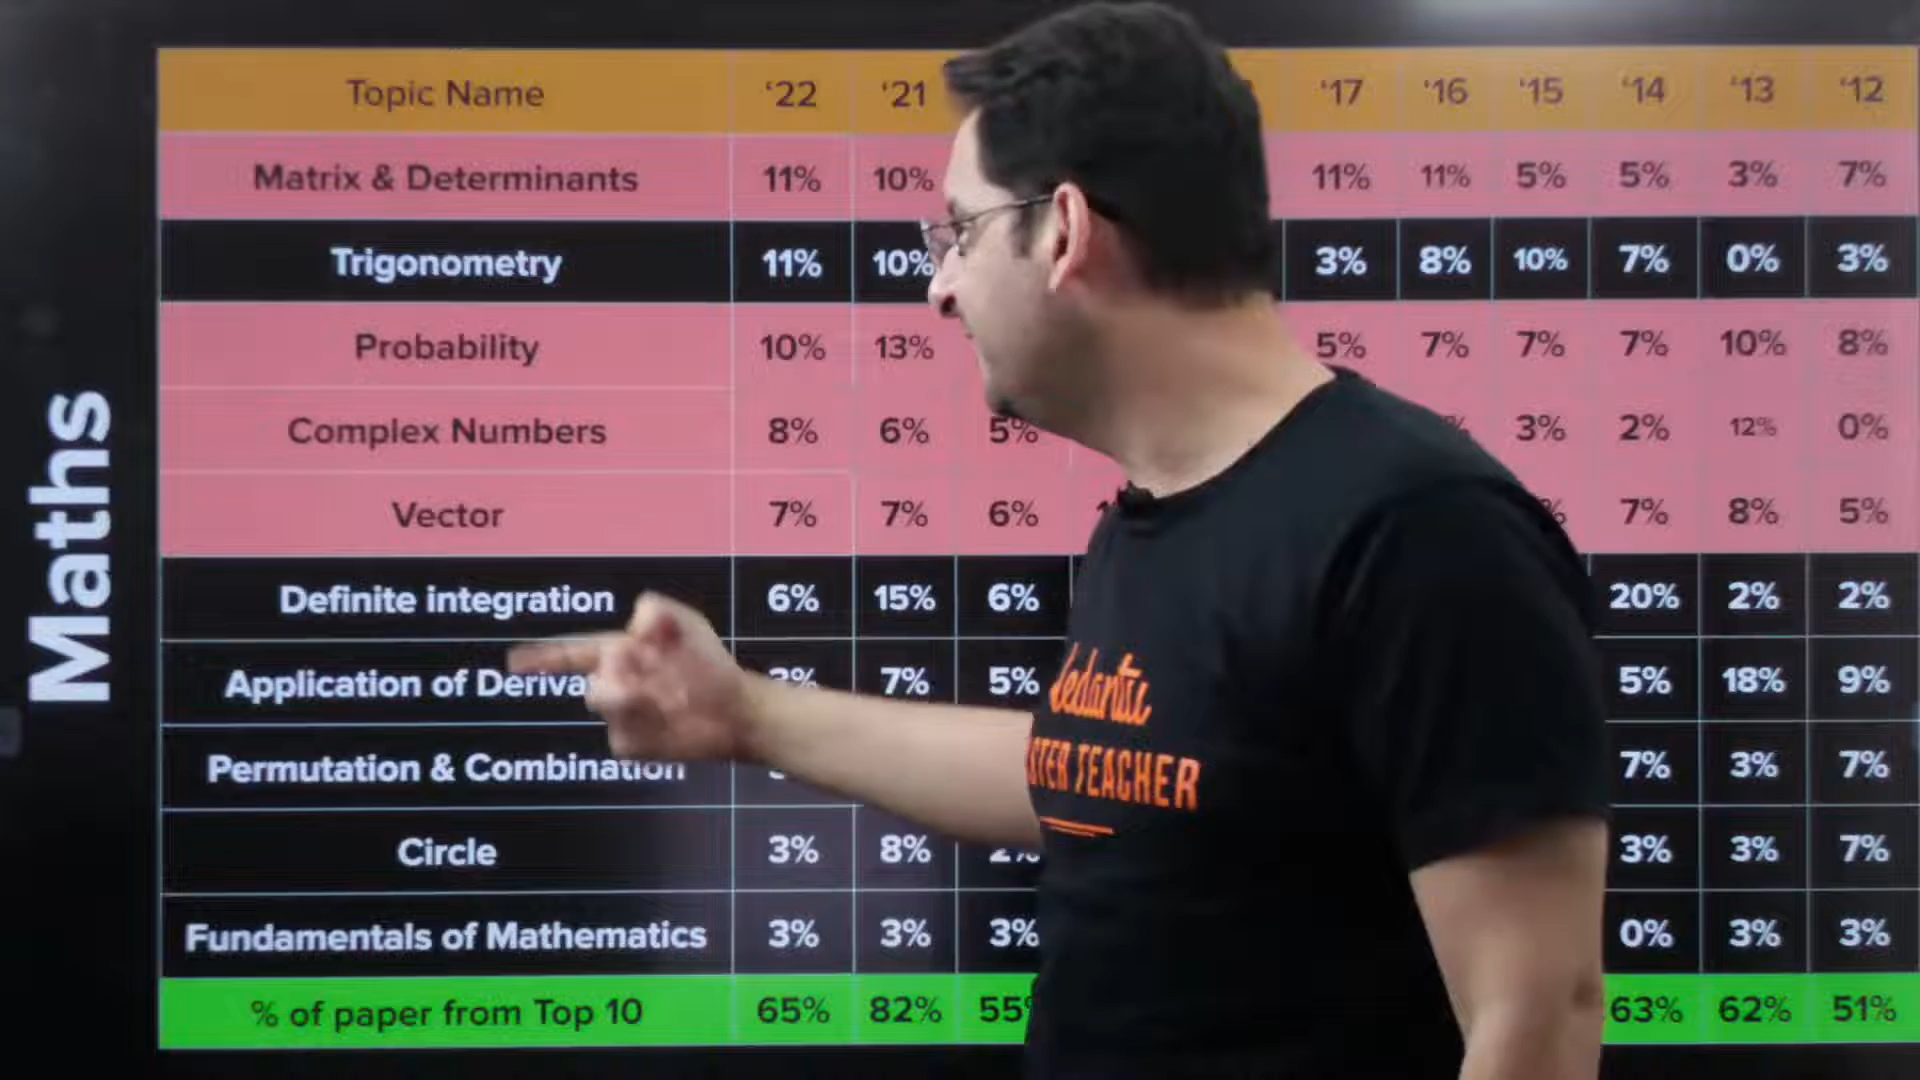 Maths
Topic Name ‘22 ‘21 ‘17 ‘16 ‘15 ‘14 ‘13 ‘12
Matrix & Determinants 11% 10% 11% 11% 5% 5% 3% 7%
Trigonometry 11% 10% 3% 8% 10% 7% 0% 3%
Probability 10% 13% 5% 7% 7% 7% 10% 8%
Complex Numbers 8% 6% 5% 3% 2% 12% 0%
Vector 7% 7% 6% 7% 8% 5%
Definite integration 6% 15% 6% 20% 2% 2%
Application of 7% 5% 5% 18% 9%
Permutation & Combination 7% 3% 7%
Circle 3% 8% 3% 3% 7%
Fundamentals of Mathematics 3% 3% 3% 0% 3% 3%
% of paper from Top 10 65% 82% 55 63% 62% 51%
Vedantu
TEACHER